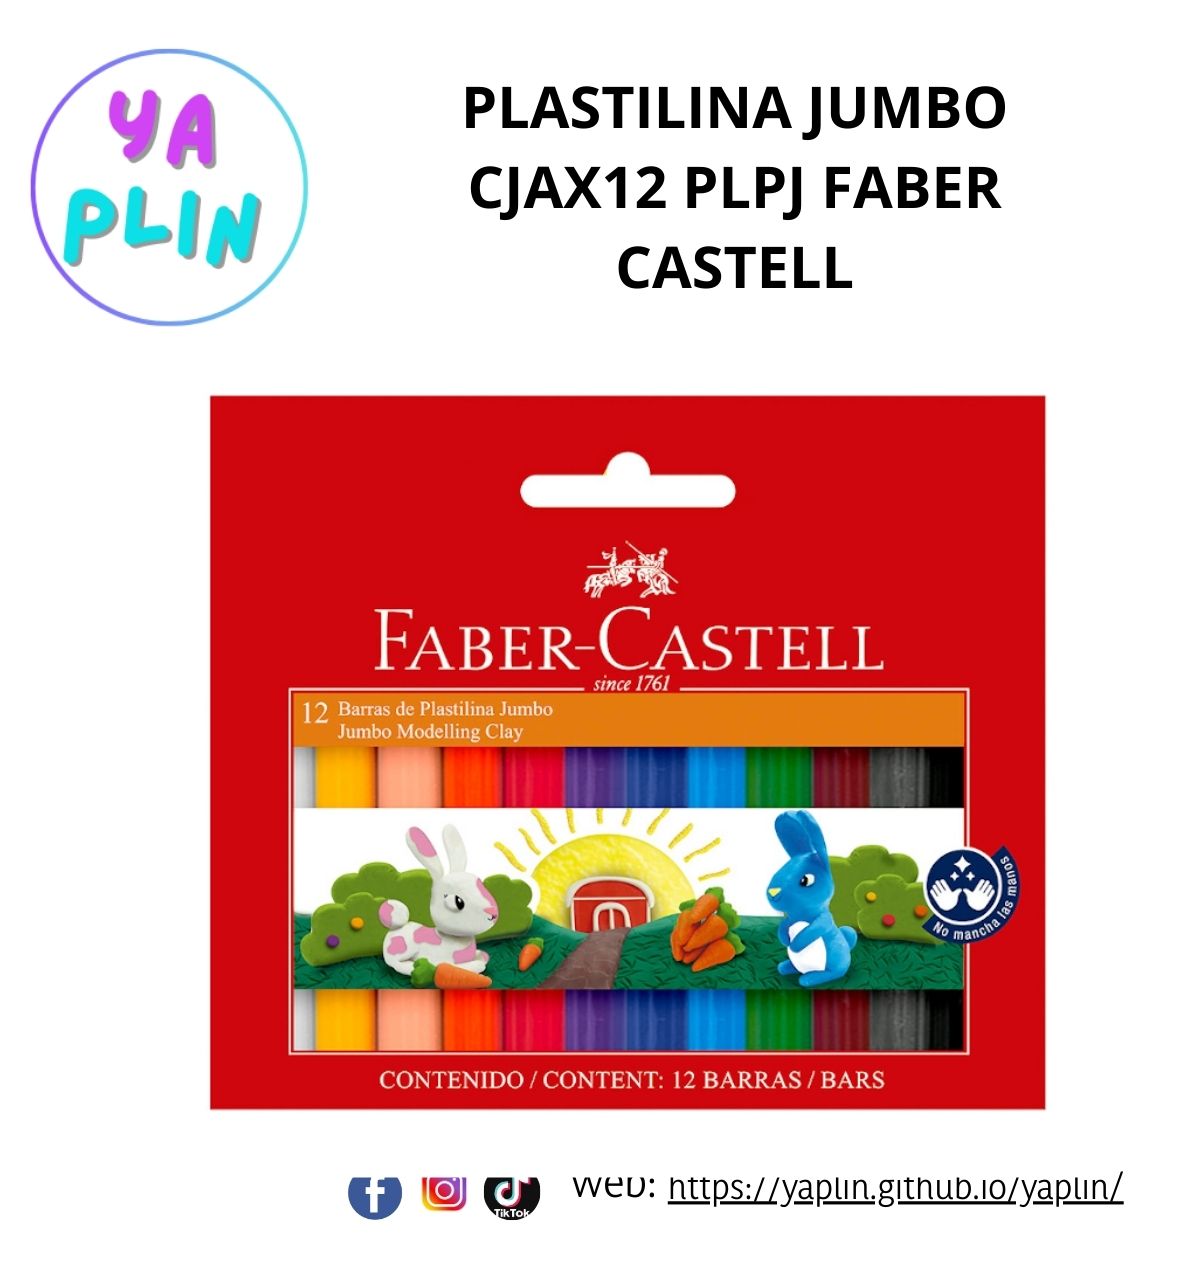 YA
PLIN
PLASTILINA JUMBO
CJAX12 PLPJ FABER
CASTELL
FABER-CASTELL
since 1761
12 Barras de Plastilina Jumbo
Jumbo Modelling Clay
No mancha las manos
CONTENIDO / CONTENT: 12 BARRAS / BARS
TikTok
Web: https://yaplin.github.io/yaplin/